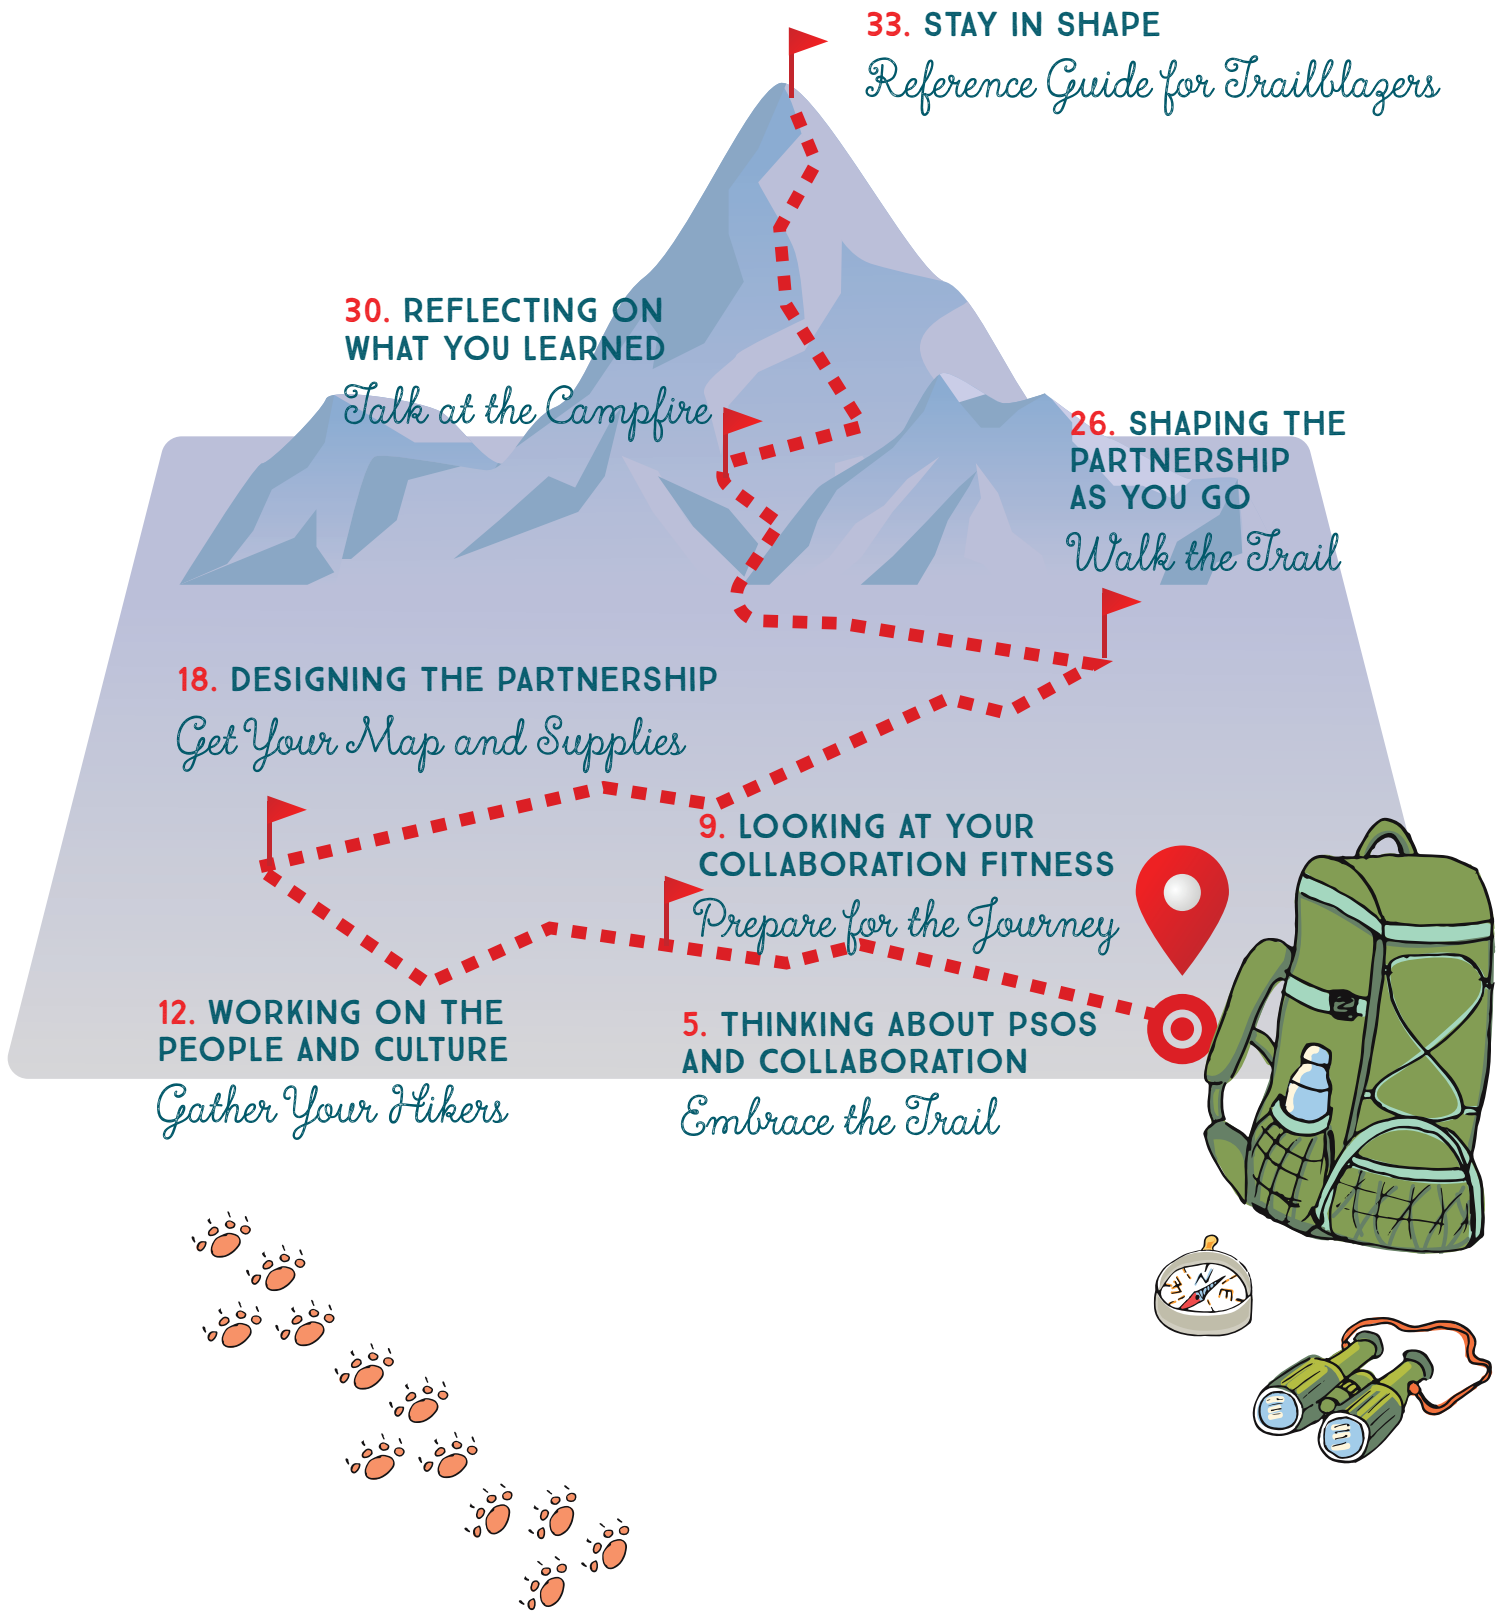 33. STAY IN SHAPE
Reference Guide for Trailblazers
30. REFLECTING ON
WHAT YOU LEARNED
Talk at the Campfire
26. SHAPING THE
PARTNERSHIP
AS YOU GO
Walk the Trail
18. DESIGNING THE PARTNERSHIP
Get Your Map and Supplies
9. LOOKING AT YOUR
COLLABORATION FITNESS
Prepare for the Journey
12. WORKING ON THE
PEOPLE AND CULTURE
Gather Your Hikers
5. THINKING ABOUT PSOS
AND COLLABORATION
Embrace the Trail
N
E